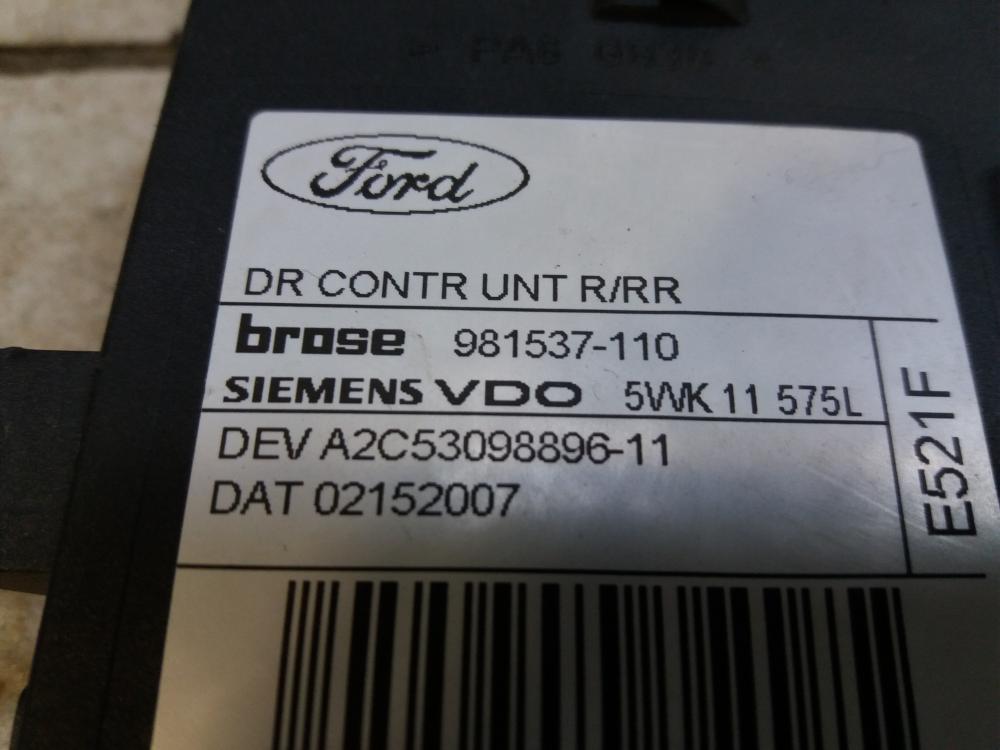 PA6
Ford
DR CONTR UNT R/RR
brose 981537-110
SIEMENS VDO 5WK 11 575L
DEV A2C53098896-11
DAT 02152007
E521F